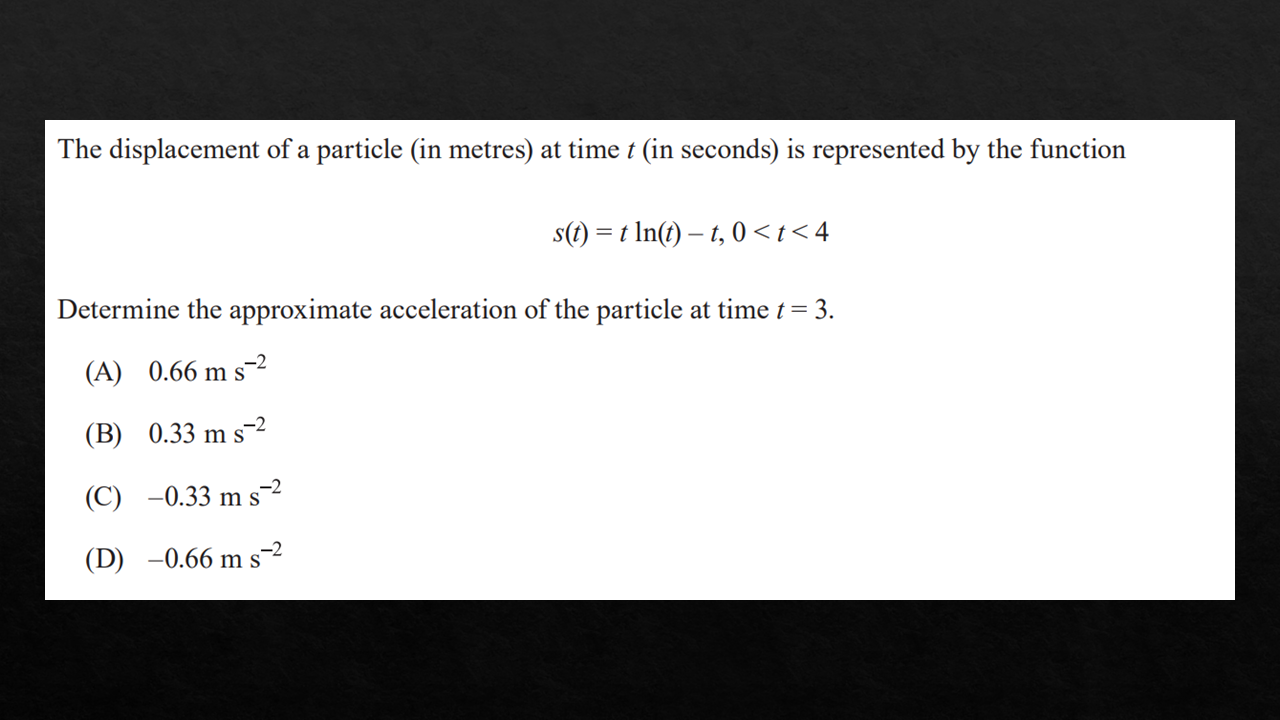 The displacement of a particle (in metres) at time t (in seconds) is represented by the function
s(t) = t ln(t) – t, 0 < t < 4
Determine the approximate acceleration of the particle at time t = 3.
(A) 0.66 m s⁻²
(B) 0.33 m s⁻²
(C) –0.33 m s⁻²
(D) –0.66 m s⁻²